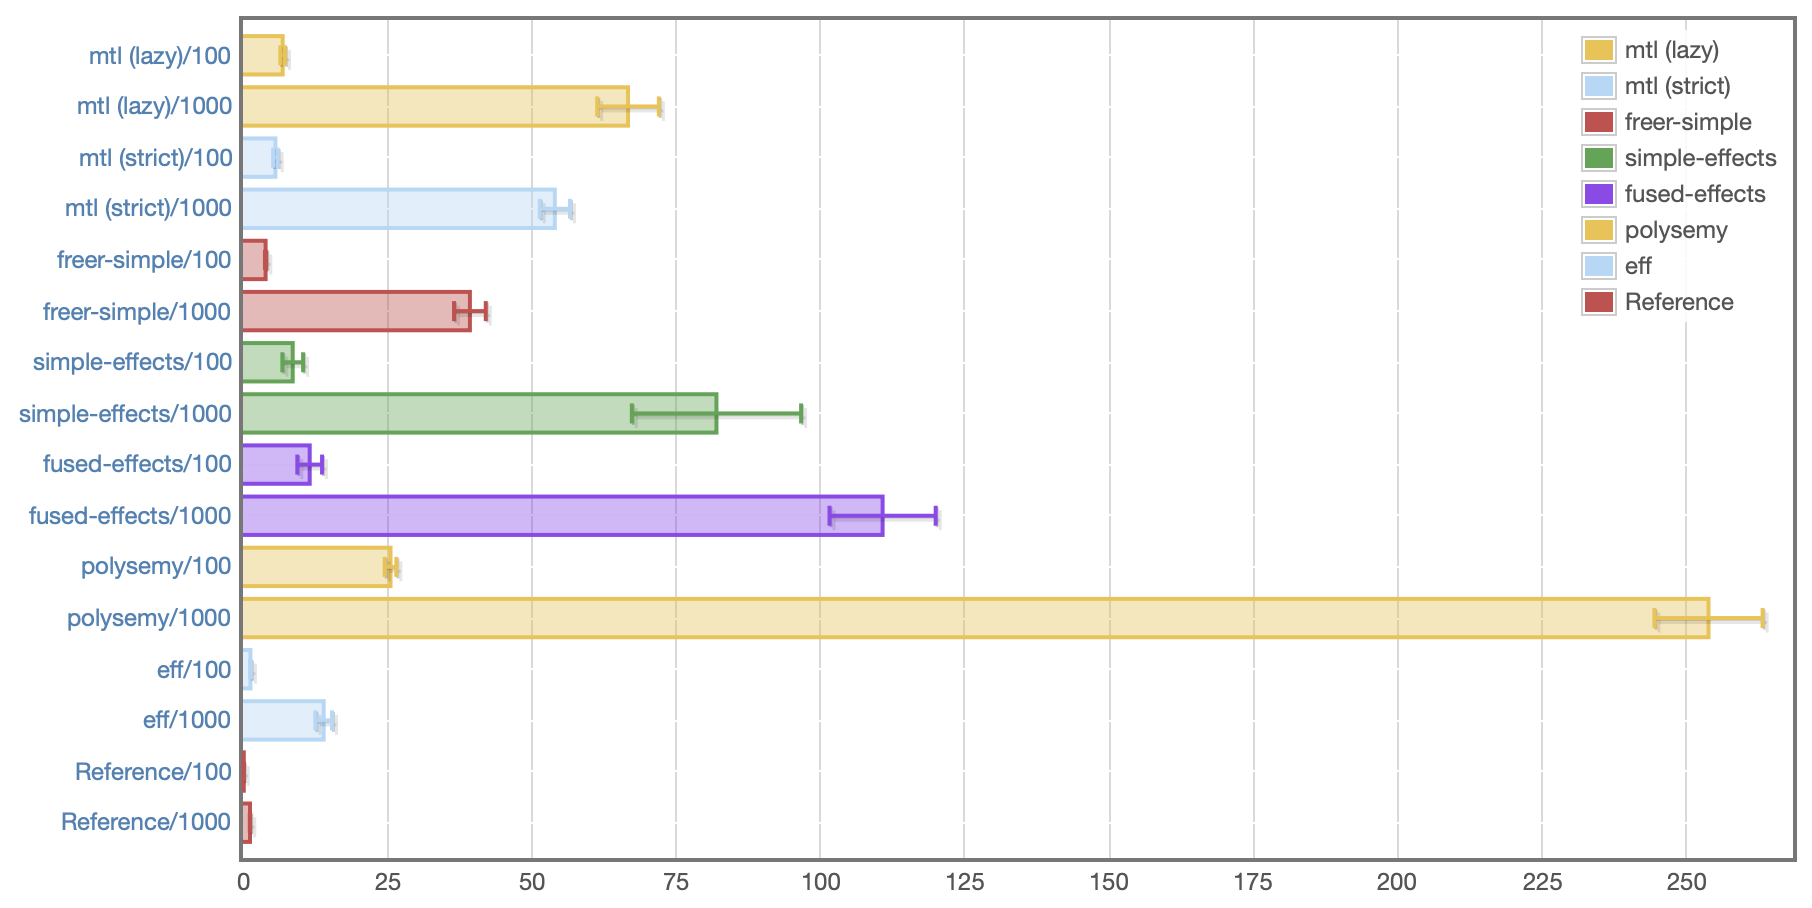 mtl (lazy)/100
mtl (lazy)/1000
mtl (strict)/100
mtl (strict)/1000
freer-simple/100
freer-simple/1000
simple-effects/100
simple-effects/1000
fused-effects/100
fused-effects/1000
polysemy/100
polysemy/1000
eff/100
eff/1000
Reference/100
Reference/1000
mtl (lazy)
mtl (strict)
freer-simple
simple-effects
fused-effects
polysemy
eff
Reference
0 25 50 75 100 125 150 175 200 225 250